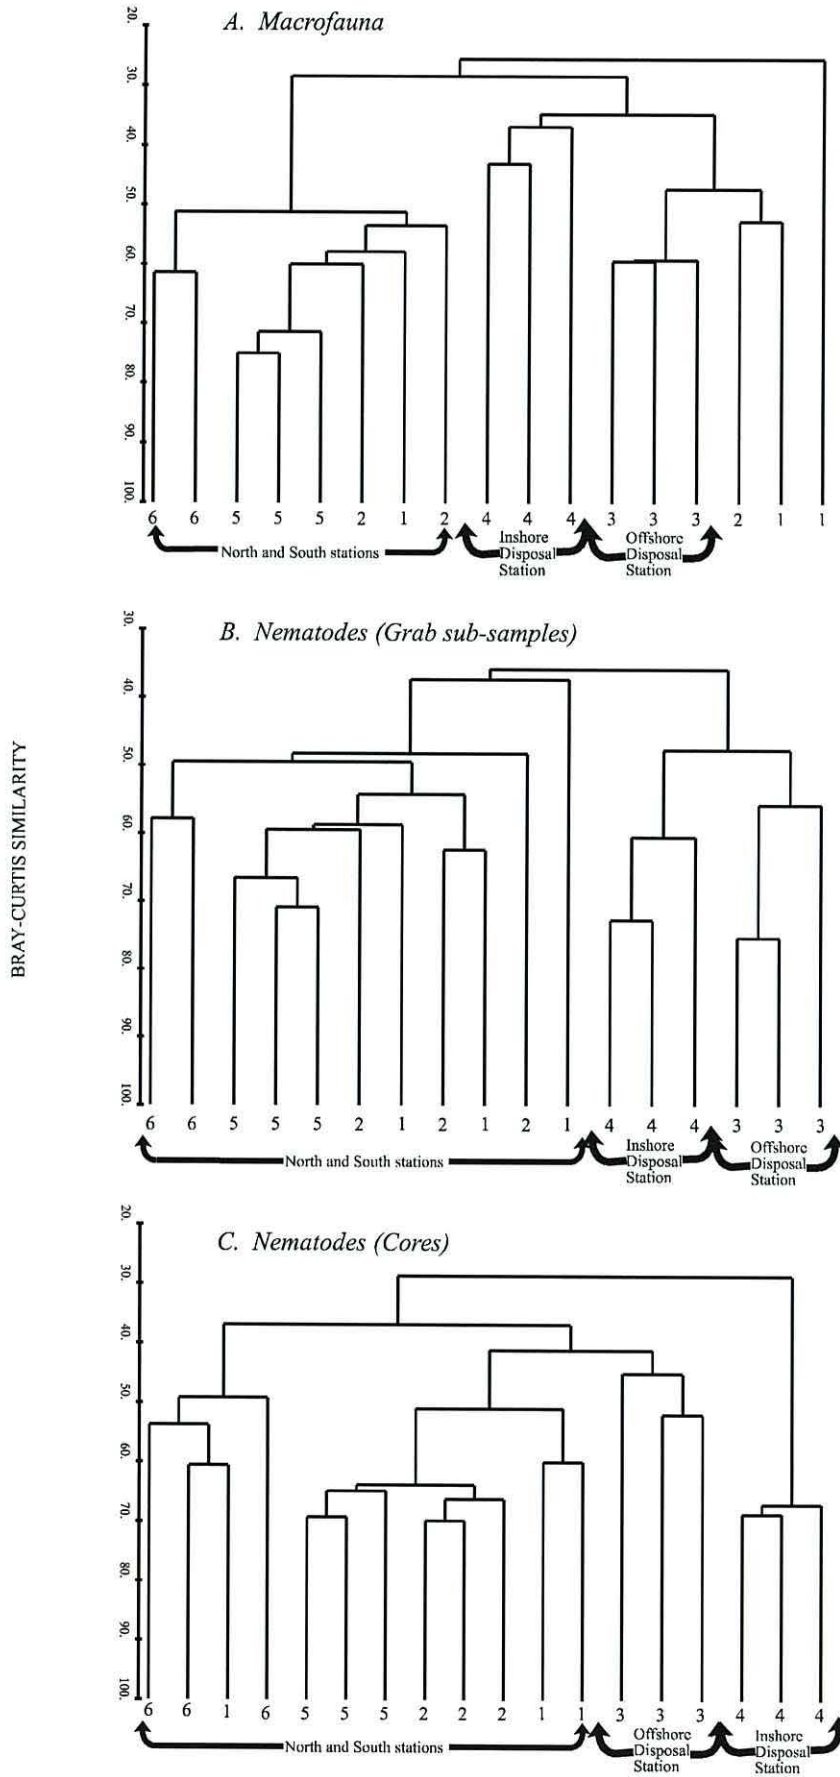 A. Macrofauna
20.
30.
40.
50.
60.
70.
80.
90.
100.
6 6 5 5 5 2 1 2 4 4 4 3 3 3 2 1 1
North and South stations
Inshore
Disposal
Station
Offshore
Disposal
Station
B. Nematodes (Grab sub-samples)
30.
40.
50.
60.
70.
80.
90.
100.
6 6 5 5 5 2 1 2 1 2 1 4 4 4 3 3 3
North and South stations
Inshore
Disposal
Station
Offshore
Disposal
Station
BRAY-CURTIS SIMILARITY
C. Nematodes (Cores)
20.
30.
40.
50.
60.
70.
80.
90.
100.
6 6 1 6 5 5 5 2 2 2 1 1 3 3 3 4 4 4
North and South stations
Offshore
Disposal
Station
Inshore
Disposal
Station